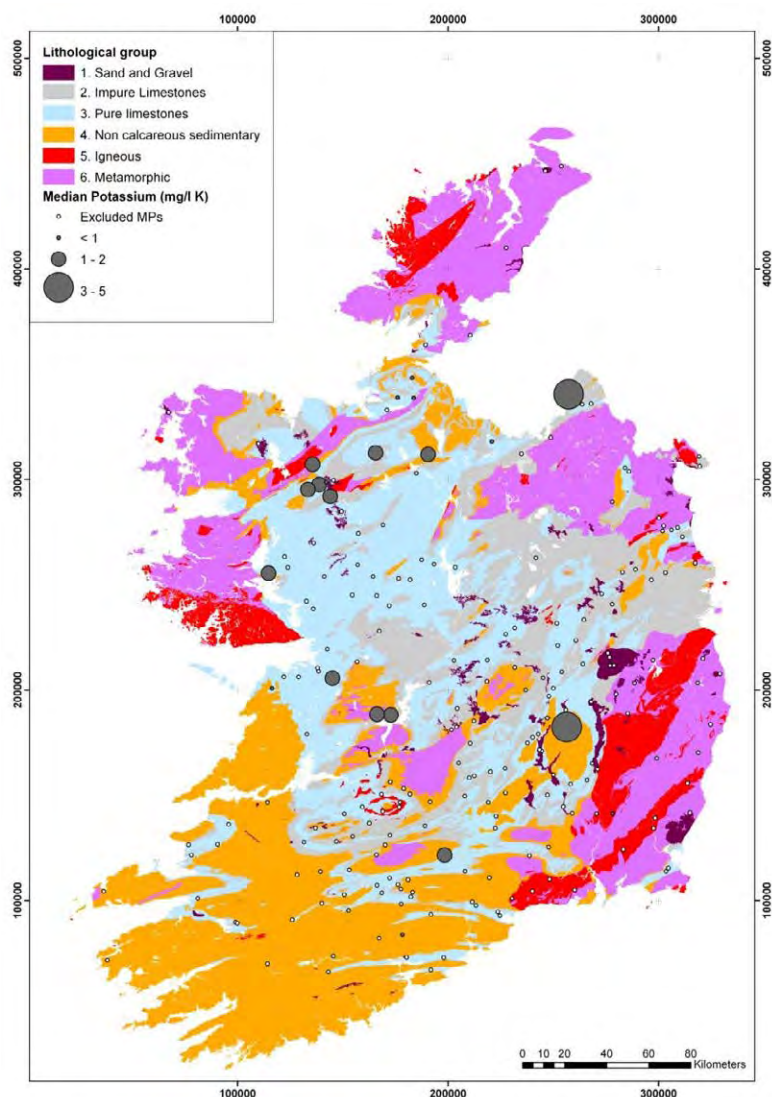 100000 200000 300000
500000
400000
300000
200000
100000
Lithological group
1. Sand and Gravel
2. Impure Limestones
3. Pure limestones
4. Non calcareous sedimentary
5. Igneous
6. Metamorphic
Median Potassium (mg/l K)
Excluded MPs
< 1
1 - 2
3 - 5
500000
400000
300000
200000
100000
0 10 20 40 60 80
Kilometers
100000 200000 300000